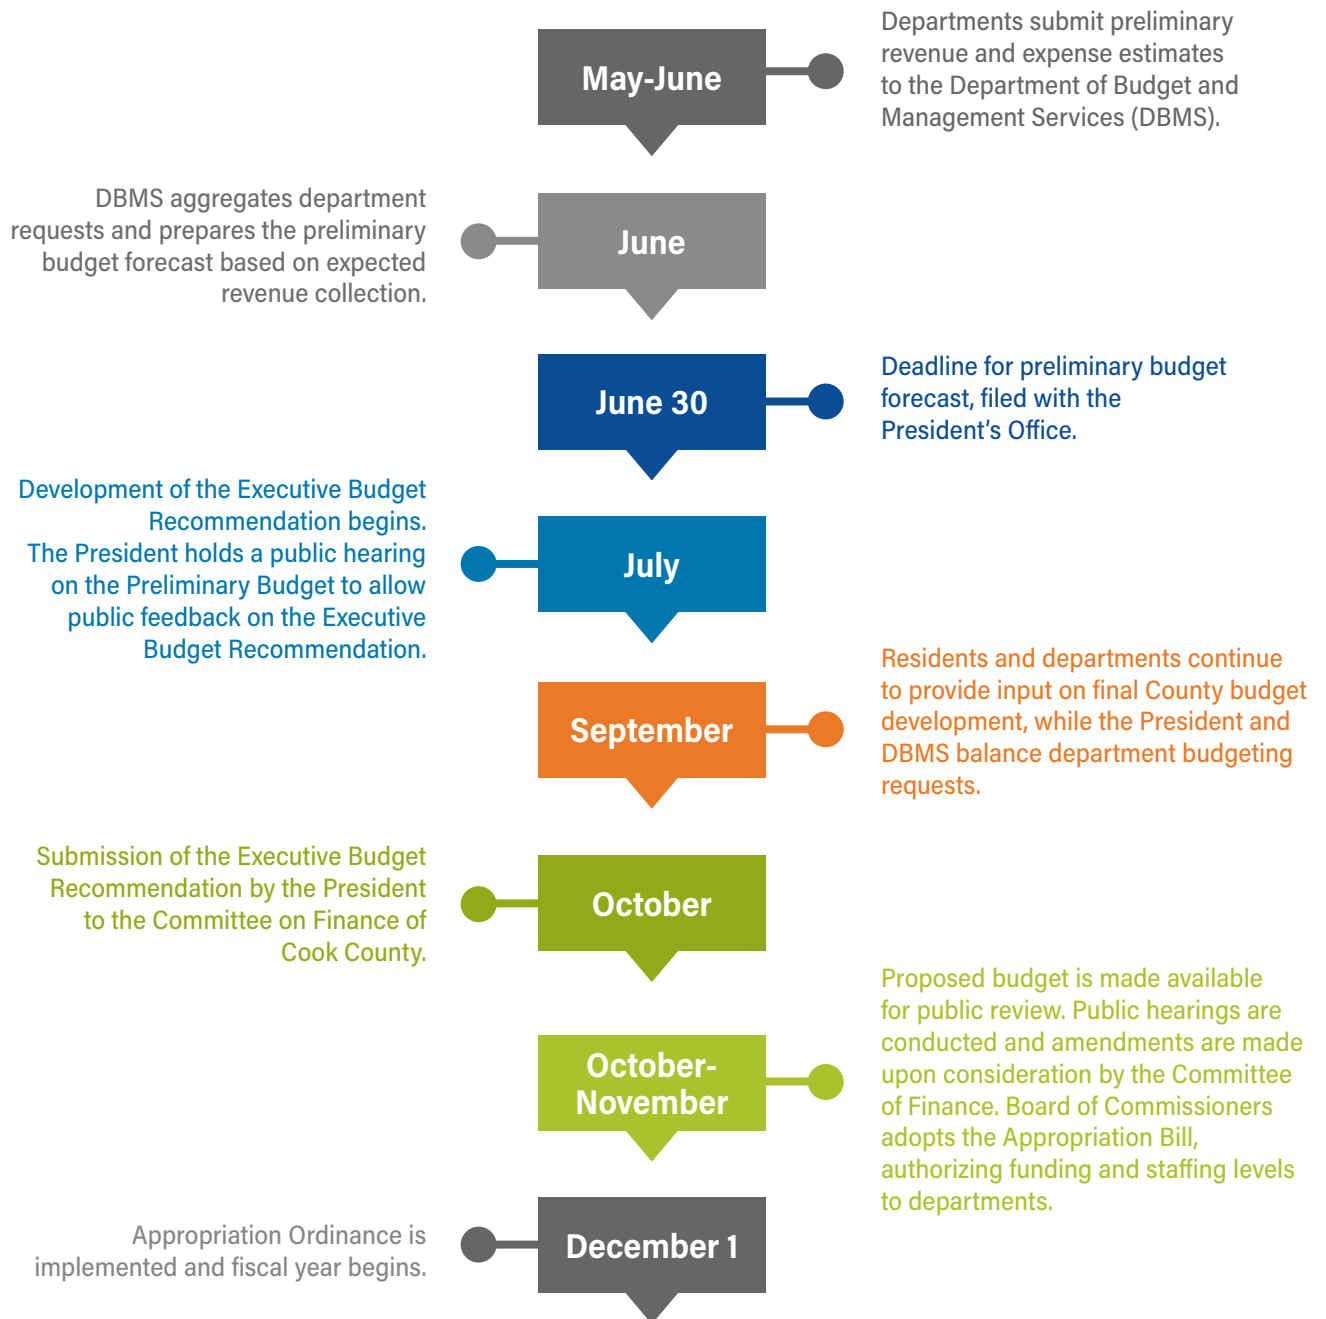 May-June
Departments submit preliminary
revenue and expense estimates
to the Department of Budget and
Management Services (DBMS).
June
DBMS aggregates department
requests and prepares the preliminary
budget forecast based on expected
revenue collection.
June 30
Deadline for preliminary budget
forecast, filed with the
President’s Office.
July
Development of the Executive Budget
Recommendation begins.
The President holds a public hearing
on the Preliminary Budget to allow
public feedback on the Executive
Budget Recommendation.
September
Residents and departments continue
to provide input on final County budget
development, while the President and
DBMS balance department budgeting
requests.
October
Submission of the Executive Budget
Recommendation by the President
to the Committee on Finance of
Cook County.
October-
November
Proposed budget is made available
for public review. Public hearings are
conducted and amendments are made
upon consideration by the Committee
of Finance. Board of Commissioners
adopts the Appropriation Bill,
authorizing funding and staffing levels
to departments.
December 1
Appropriation Ordinance is
implemented and fiscal year begins.